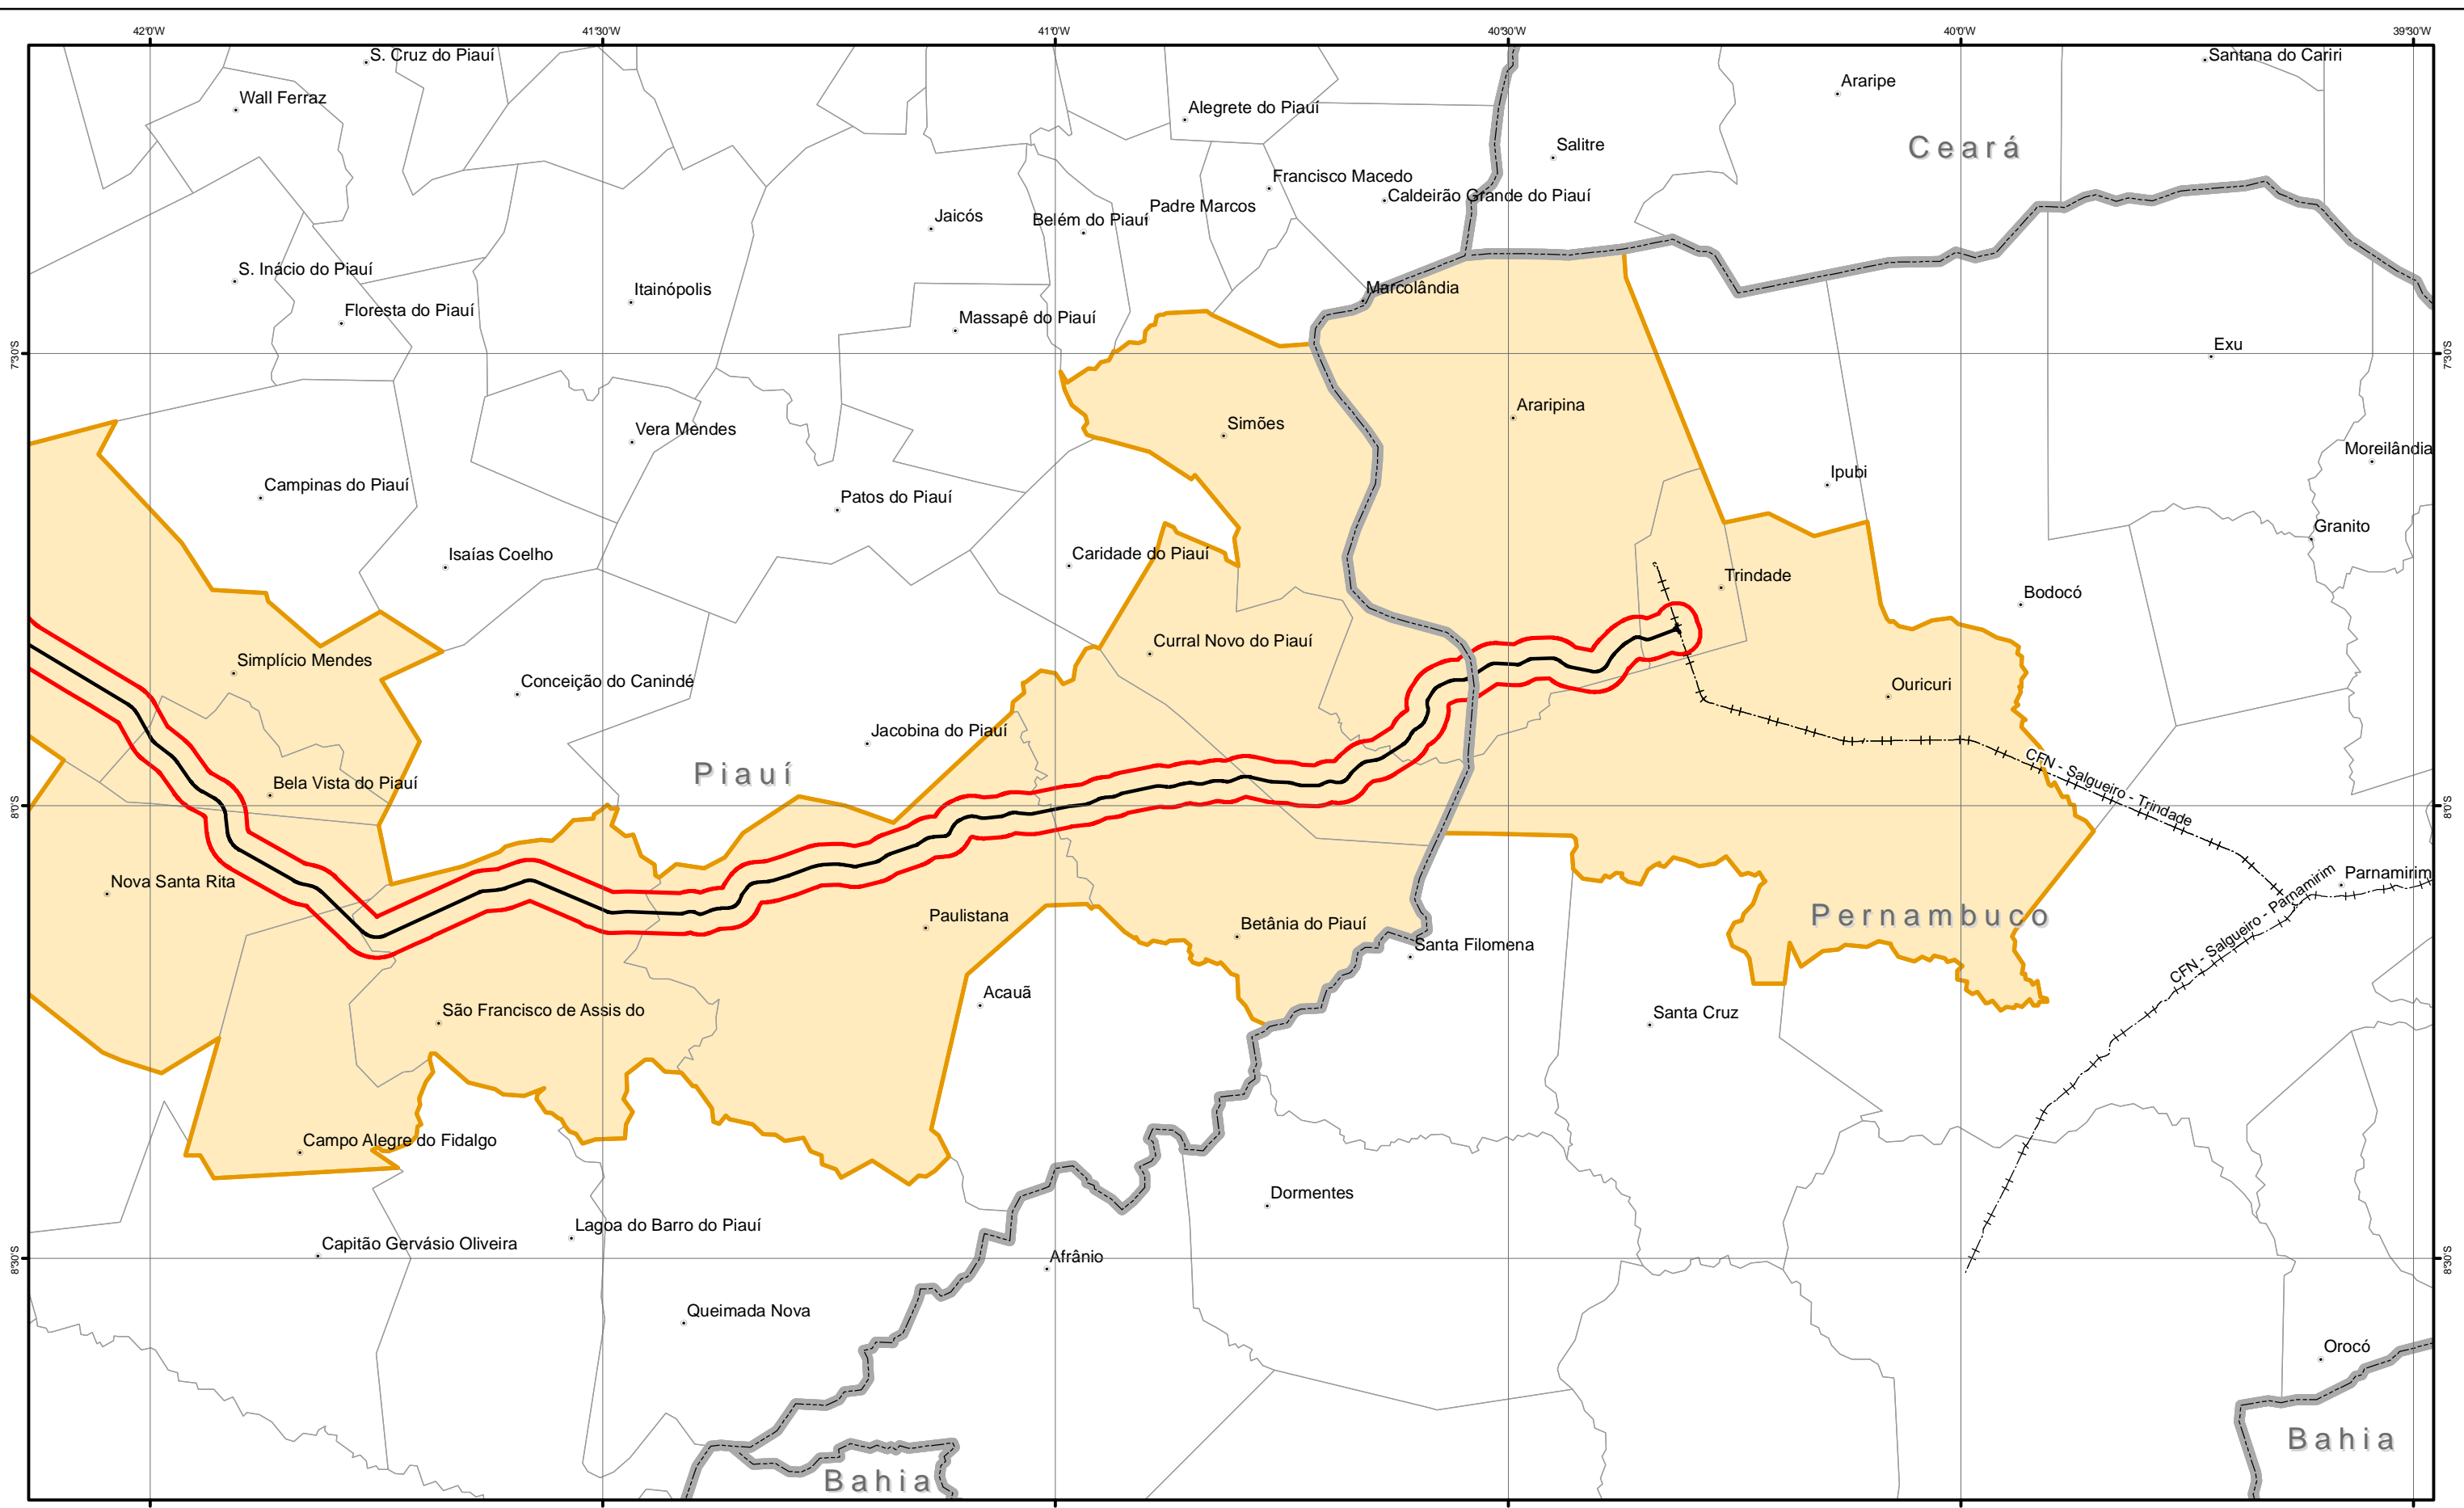 42°0'W
41°30'W
41°0'W
40°30'W
40°0'W
39°30'W
S. Cruz do Piauí
Santana do Cariri
Araripe
Wall Ferraz
Alegrete do Piauí
Salitre
Ceará
Francisco Macedo
Caldeirão Grande do Piauí
Padre Marcos
Jaicós
Belém do Piauí
S. Inácio do Piauí
Itainópolis
Marcolândia
Floresta do Piauí
Massapê do Piauí
7°30'S
Exu
7°30'S
Araripina
Simões
Vera Mendes
Moreilândia
Ipubi
Campinas do Piauí
Patos do Piauí
Granito
Isaías Coelho
Caridade do Piauí
Trindade
Bodocó
Curral Novo do Piauí
Simplício Mendes
Conceição do Canindé
Ouricuri
Jacobina do Piauí
Piauí
Bela Vista do Piauí
CFN - Salgueiro - Trindade
8°0'S
8°0'S
Nova Santa Rita
Parnamirim
CFN - Salgueiro - Parnamirim
Paulistana
Pernambuco
Betânia do Piauí
Santa Filomena
Acauã
São Francisco de Assis do
Santa Cruz
Campo Alegre do Fidalgo
Dormentes
Lagoa do Barro do Piauí
Capitão Gervásio Oliveira
Afrânio
8°30'S
8°30'S
Queimada Nova
Orocó
Bahia
Bahia